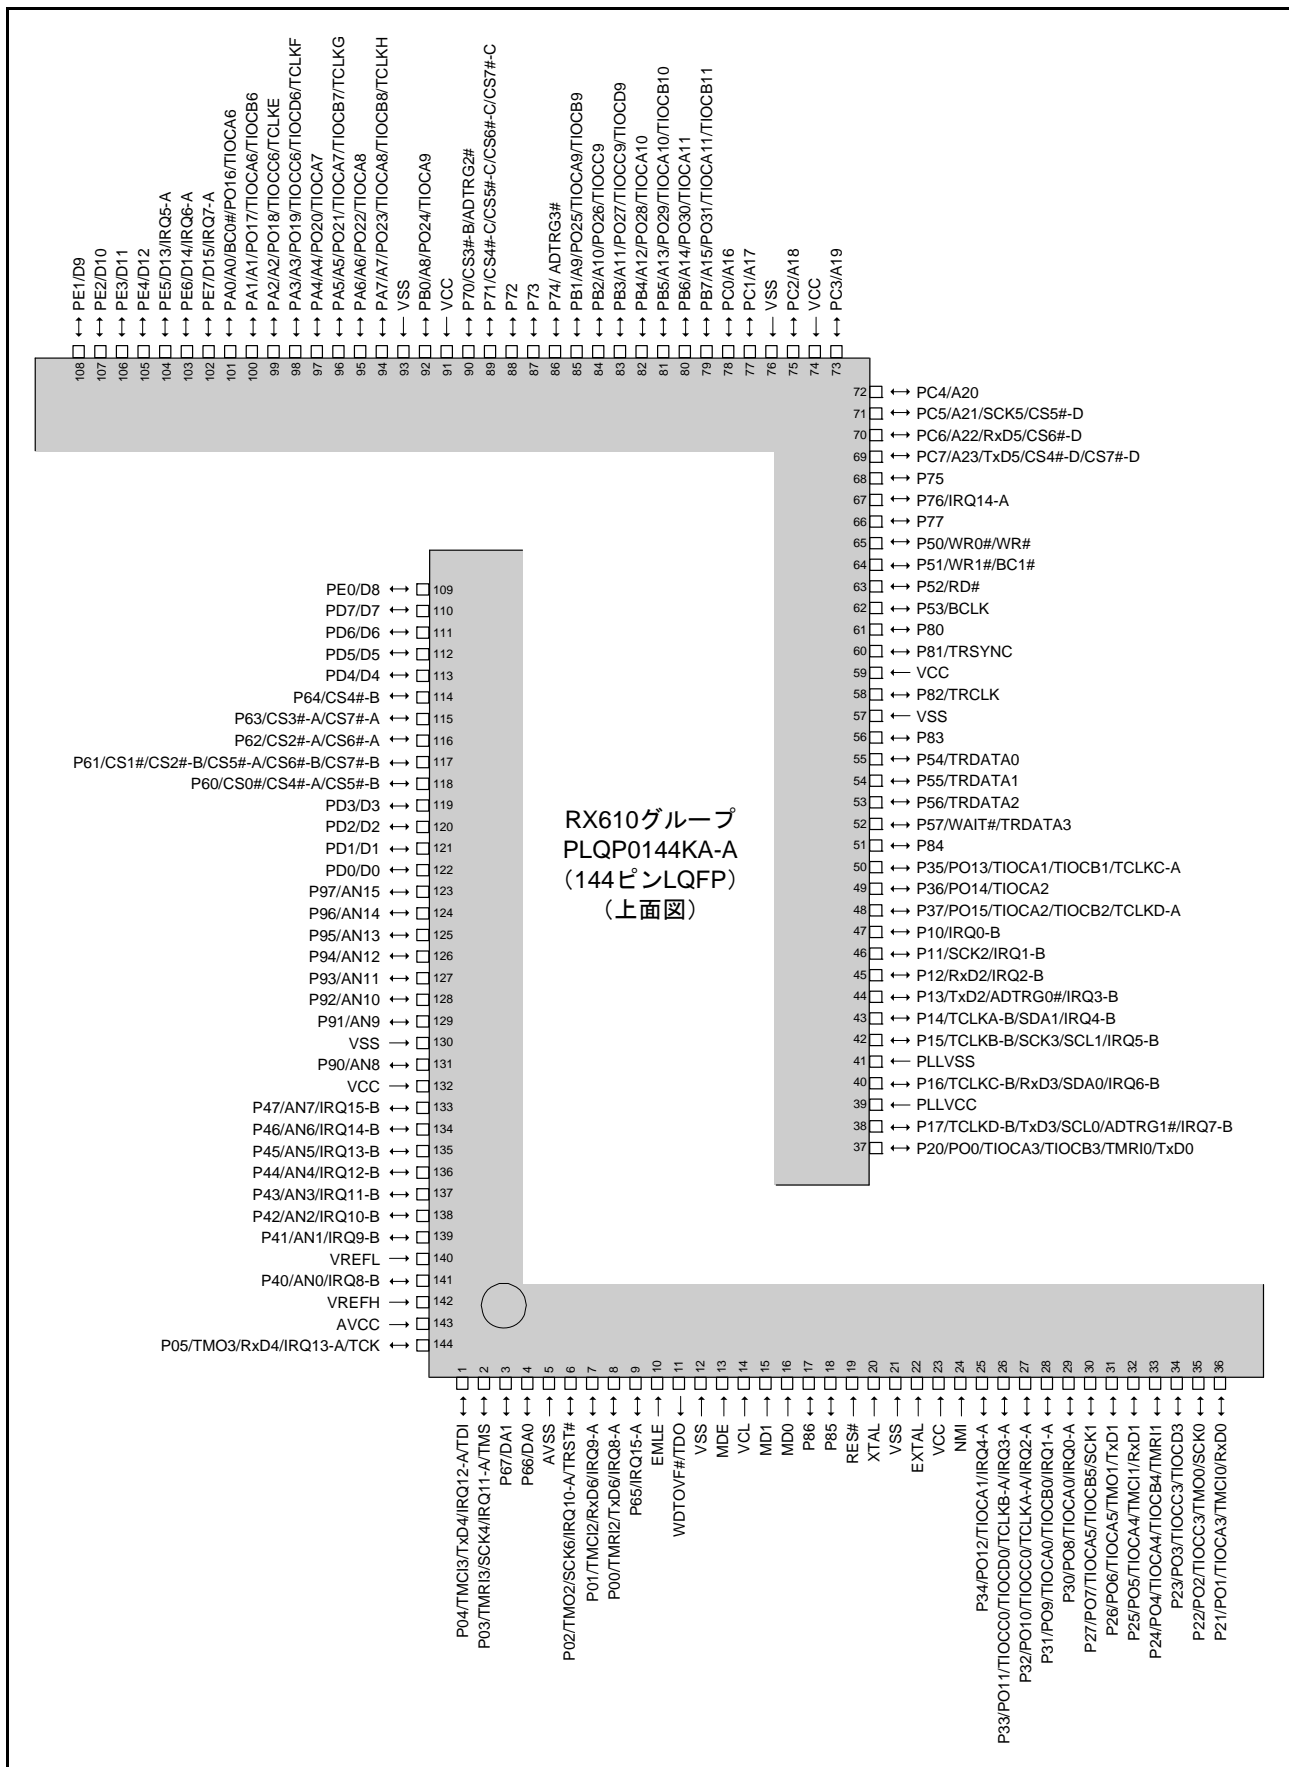 PE1/D9
PE2/D10
PE3/D11
PE4/D12
PE5/D13/IRQ5-A
PE6/D14/IRQ6-A
PE7/D15/IRQ7-A
PA0/A0/BC0#/PO16/TIOCA6
PA1/A1/PO17/TIOCA6/TIOCB6
PA2/A2/PO18/TIOCC6/TCLKE
PA3/A3/PO19/TIOCC6/TIOCD6/TCLKF
PA4/A4/PO20/TIOCA7
PA5/A5/PO21/TIOCA7/TIOCB7/TCLKG
PA6/A6/PO22/TIOCA8
PA7/A7/PO23/TIOCA8/TIOCB8/TCLKH
VSS
PB0/A8/PO24/TIOCA9
VCC
P70/CS3#-B/ADTRG2#
P71/CS4#-C/CS5#-C/CS6#-C/CS7#-C
P72
P73
P74/ ADTRG3#
PB1/A9/PO25/TIOCA9/TIOCB9
PB2/A10/PO26/TIOCC9
PB3/A11/PO27/TIOCC9/TIOCD9
PB4/A12/PO28/TIOCA10
PB5/A13/PO29/TIOCA10/TIOCB10
PB6/A14/PO30/TIOCA11
PB7/A15/PO31/TIOCA11/TIOCB11
PC0/A16
PC1/A17
VSS
PC2/A18
VCC
PC3/A19
108
107
106
105
104
103
102
101
100
99
98
97
96
95
94
93
92
91
90
89
88
87
86
85
84
83
82
81
80
79
78
77
76
75
74
73
72 PC4/A20
71 PC5/A21/SCK5/CS5#-D
70 PC6/A22/RxD5/CS6#-D
69 PC7/A23/TxD5/CS4#-D/CS7#-D
68 P75
67 P76/IRQ14-A
66 P77
65 P50/WR0#/WR#
64 P51/WR1#/BC1#
63 P52/RD#
62 P53/BCLK
61 P80
60 P81/TRSYNC
59 VCC
58 P82/TRCLK
57 VSS
56 P83
55 P54/TRDATA0
54 P55/TRDATA1
53 P56/TRDATA2
52 P57/WAIT#/TRDATA3
51 P84
50 P35/PO13/TIOCA1/TIOCB1/TCLKC-A
49 P36/PO14/TIOCA2
48 P37/PO15/TIOCA2/TIOCB2/TCLKD-A
47 P10/IRQ0-B
46 P11/SCK2/IRQ1-B
45 P12/RxD2/IRQ2-B
44 P13/TxD2/ADTRG0#/IRQ3-B
43 P14/TCLKA-B/SDA1/IRQ4-B
42 P15/TCLKB-B/SCK3/SCL1/IRQ5-B
41 PLLVSS
40 P16/TCLKC-B/RxD3/SDA0/IRQ6-B
39 PLLVCC
38 P17/TCLKD-B/TxD3/SCL0/ADTRG1#/IRQ7-B
37 P20/PO0/TIOCA3/TIOCB3/TMRI0/TxD0
PE0/D8 109
PD7/D7 110
PD6/D6 111
PD5/D5 112
PD4/D4 113
P64/CS4#-B 114
P63/CS3#-A/CS7#-A 115
P62/CS2#-A/CS6#-A 116
P61/CS1#/CS2#-B/CS5#-A/CS6#-B/CS7#-B 117
P60/CS0#/CS4#-A/CS5#-B 118
PD3/D3 119
PD2/D2 120
PD1/D1 121
PD0/D0 122
P97/AN15 123
P96/AN14 124
P95/AN13 125
P94/AN12 126
P93/AN11 127
P92/AN10 128
P91/AN9 129
VSS 130
P90/AN8 131
VCC 132
P47/AN7/IRQ15-B 133
P46/AN6/IRQ14-B 134
P45/AN5/IRQ13-B 135
P44/AN4/IRQ12-B 136
P43/AN3/IRQ11-B 137
P42/AN2/IRQ10-B 138
P41/AN1/IRQ9-B 139
VREFL 140
P40/AN0/IRQ8-B 141
VREFH 142
AVCC 143
P05/TMO3/RxD4/IRQ13-A/TCK 144
RX610グループ
PLQP0144KA-A
（144ピンLQFP）
（上面図）
1
2
3
4
5
6
7
8
9
10
11
12
13
14
15
16
17
18
19
20
21
22
23
24
25
26
27
28
29
30
31
32
33
34
35
36
P04/TMCI3/TxD4/IRQ12-A/TDI
P03/TMRI3/SCK4/IRQ11-A/TMS
P67/DA1
P66/DA0
AVSS
P02/TMO2/SCK6/IRQ10-A/TRST#
P01/TMCI2/RxD6/IRQ9-A
P00/TMRI2/TxD6/IRQ8-A
P65/IRQ15-A
EMLE
WDTOVF#/TDO
VSS
MDE
VCL
MD1
MD0
P86
P85
RES#
XTAL
VSS
EXTAL
VCC
NMI
P34/PO12/TIOCA1/IRQ4-A
P33/PO11/TIOCC0/TIOCD0/TCLKB-A/IRQ3-A
P32/PO10/TIOCC0/TCLKA-A/IRQ2-A
P31/PO9/TIOCA0/TIOCB0/IRQ1-A
P30/PO8/TIOCA0/IRQ0-A
P27/PO7/TIOCA5/TIOCB5/SCK1
P26/PO6/TIOCA5/TMO1/TxD1
P25/PO5/TIOCA4/TMCI1/RxD1
P24/PO4/TIOCA4/TIOCB4/TMRI1
P23/PO3/TIOCC3/TIOCD3
P22/PO2/TIOCC3/TMO0/SCK0
P21/PO1/TIOCA3/TMCI0/RxD0